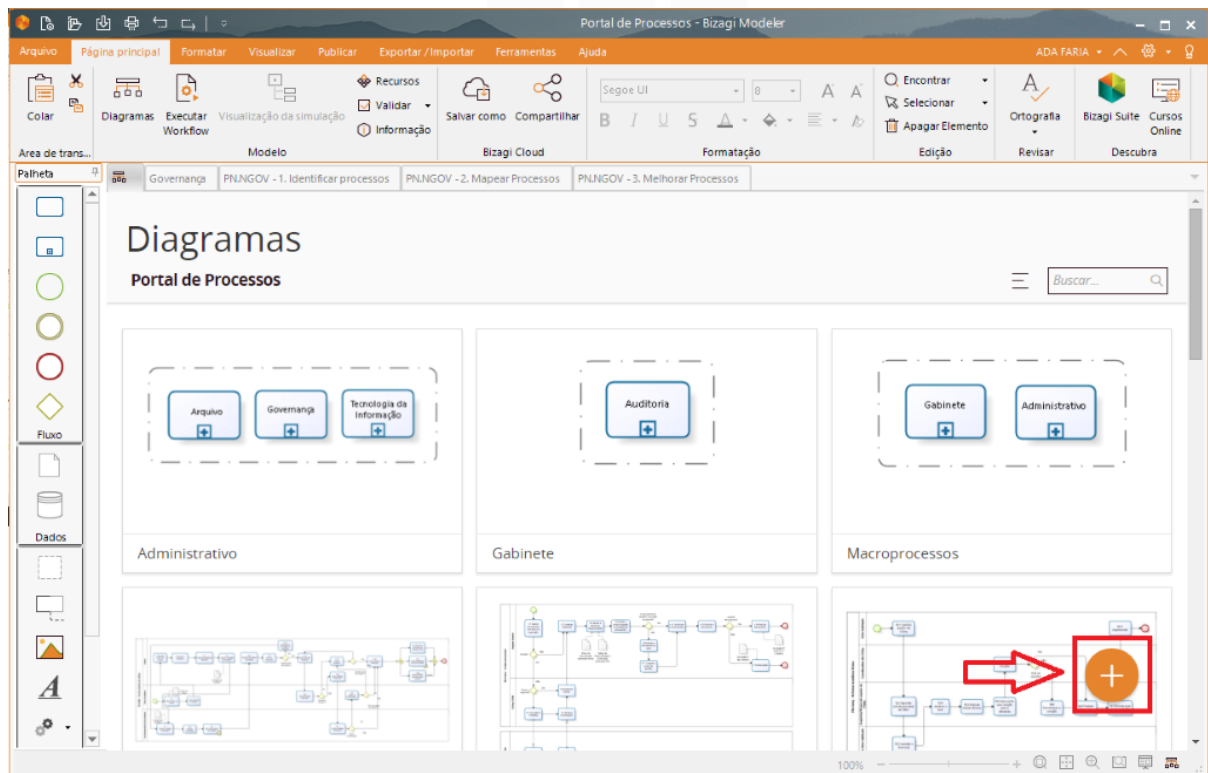 Portal de Processos - Bizagi Modeler
Arquivo Página principal Formatar Visualizar Publicar Exportar / Importar Ferramentas Ajuda ADA FARIA
Colar
Diagramas
Executar
Workflow
Visualização da simulação
Recursos
Validar
Informação
Salvar como
Compartilhar
Segoe UI 8
B I U S A
Encontrar
Selecionar
Apagar Elemento
Ortografia
Bizagi Suite
Cursos
Online
Area de trans... Modelo Bizagi Cloud Formatação Edição Revisar Descubra
Palheta
Governança PN.NGOV - 1. Identificar processos PN.NGOV - 2. Mapear Processos PN.NGOV - 3. Melhorar Processos
Diagramas
Portal de Processos
Buscar...
Fluxo
Dados
Arquivo
Governança
Tecnologia da
Informação
Auditoria
Gabinete
Administrativo
Administrativo
Gabinete
Macroprocessos
100%